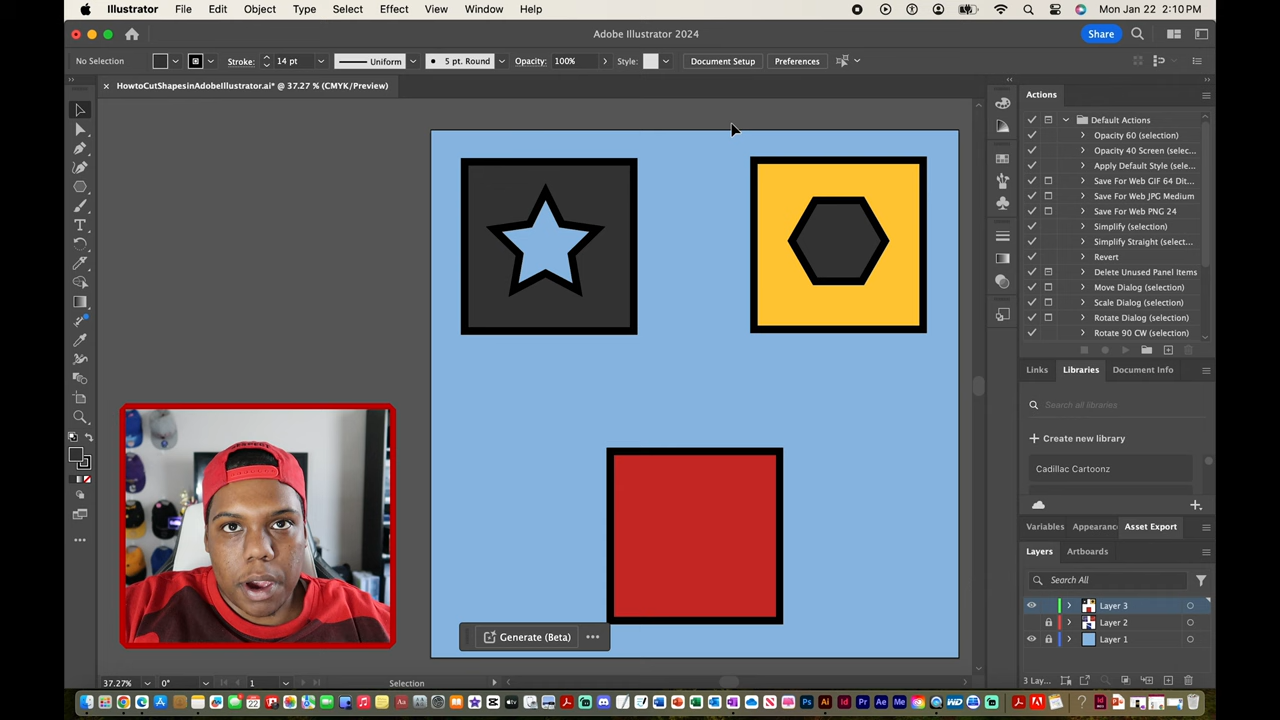 Illustrator File Edit Object Type Select Effect View Window Help Mon Jan 22 2:10 PM
Adobe Illustrator 2024 Share
No Selection Stroke: 14 pt Uniform 5 pt. Round Opacity: 100% Style: Document Setup Preferences
× HowtoCutShapesinAdobeIllustrator.ai* @ 37.27 % (CMYK/Preview)
Actions
Default Actions
Opacity 60 (selection)
Opacity 40 Screen (selec...
Apply Default Style (sele...
Save For Web GIF 64 Dit...
Save For Web JPG Medium
Save For Web PNG 24
Simplify (selection)
Simplify Straight (select...
Revert
Delete Unused Panel Items
Move Dialog (selection)
Scale Dialog (selection)
Rotate Dialog (selection)
Rotate 90 CW (selection)
Links Libraries Document Info
Search all libraries
Create new library
Cadillac Cartoonz
Variables Appearanc Asset Export
Layers Artboards
Search All
Layer 3
Layer 2
Layer 1
Generate (Beta)
37.27% 0° 1 Selection 3 Lay...